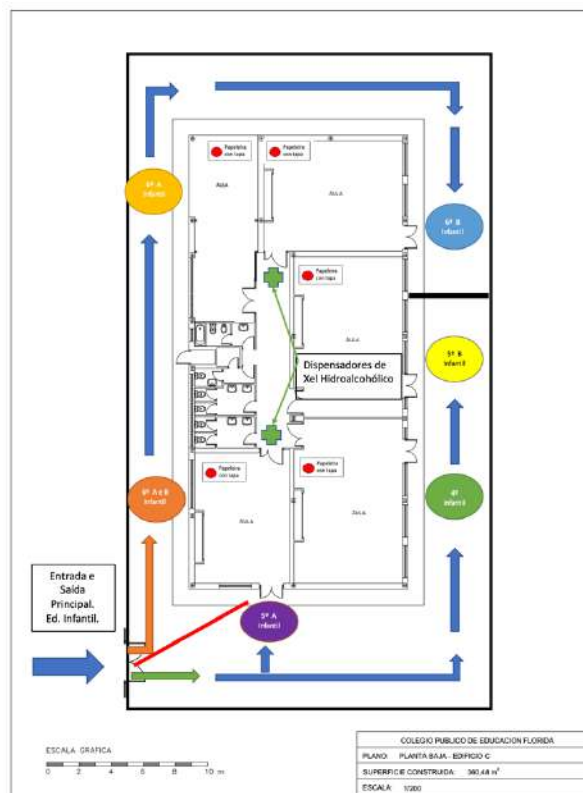 Papeleira
con tapa
Papeleira
con tapa
6º A
Infantil
AULA
AULA
6º B
Infantil
Papeleira
con tapa
AULA
5º B
Infantil
Dispensadores de
Xel Hidroalcohólico
Papeleira
con tapa
Papeleira
con tapa
Infantil
4º
Infantil
AULA
AULA
Entrada e
Saída
Principal.
Ed. Infantil.
5º A
Infantil
ESCALA GRÁFICA
0 2 4 6 8 10 m
COLEGIO PUBLICO DE EDUCACION FLORIDA
PLANO: PLANTA BAJA - EDIFICIO C
SUPERFICIE CONSTRUIDA: 360,48 m²
ESCALA: 1/200